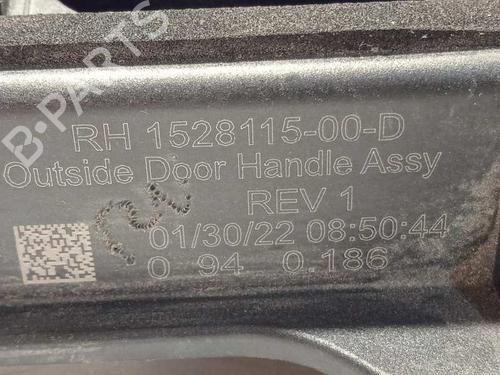 B-PARTS
RH 1528115-00-D
Outside Door Handle Assy
REV 1
01/30/22 08:50:44
0 94 0.186